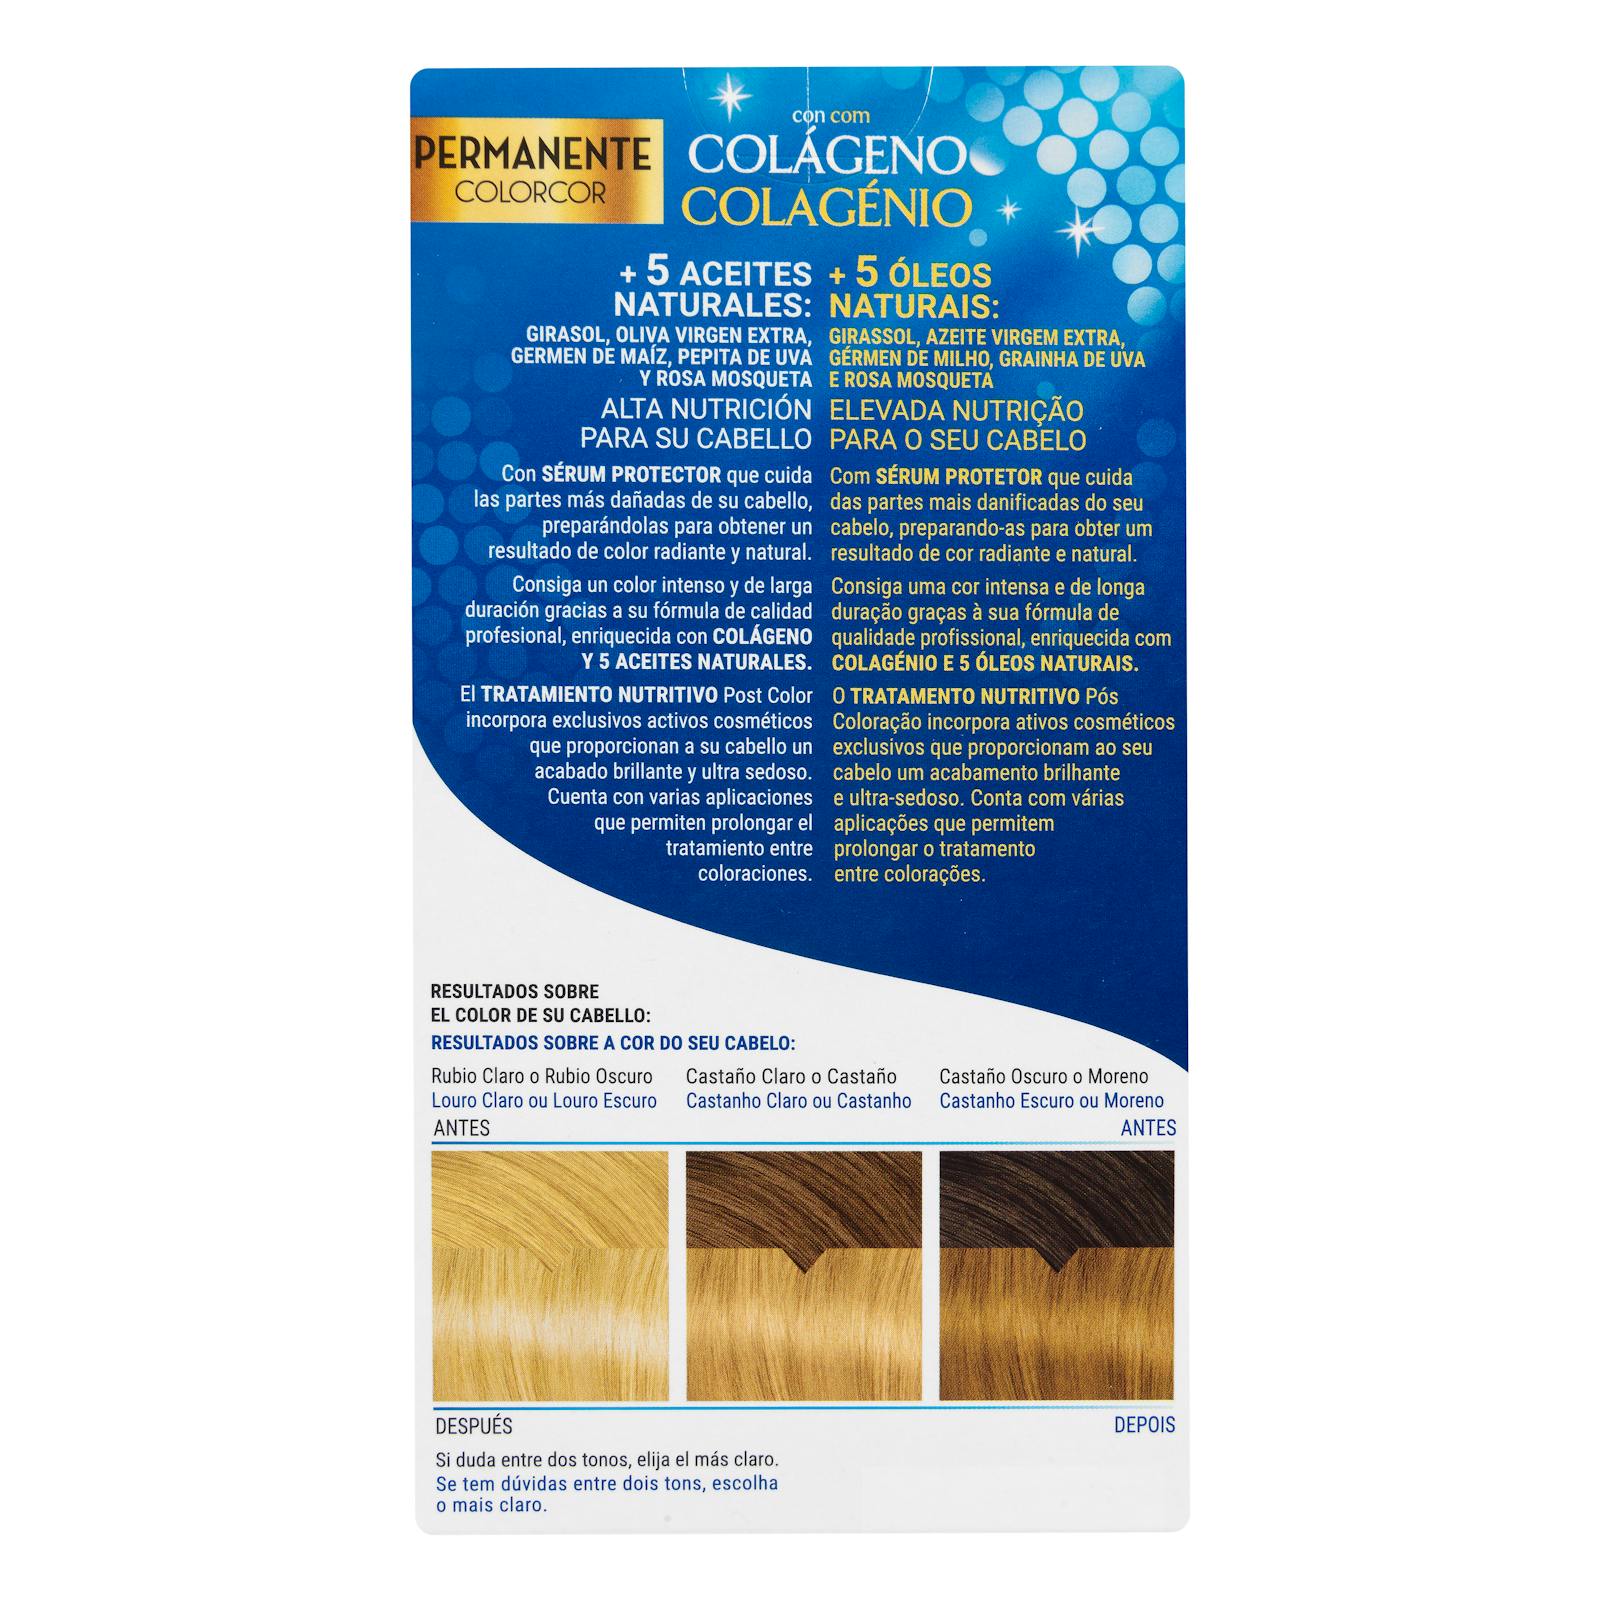 PERMANENTE
COLORCOR
con com
COLÁGENO
COLAGÉNIO
+ 5 ACEITES
NATURALES:
GIRASOL, OLIVA VIRGEN EXTRA,
GERMEN DE MAÍZ, PEPITA DE UVA
Y ROSA MOSQUETA
ALTA NUTRICIÓN
PARA SU CABELLO
Con SÉRUM PROTECTOR que cuida
las partes más dañadas de su cabello,
preparándolas para obtener un
resultado de color radiante y natural.
Consiga un color intenso y de larga
duración gracias a su fórmula de calidad
profesional, enriquecida con COLÁGENO
Y 5 ACEITES NATURALES.
El TRATAMIENTO NUTRITIVO Post Color
incorpora exclusivos activos cosméticos
que proporcionan a su cabello un
acabado brillante y ultra sedoso.
Cuenta con varias aplicaciones
que permiten prolongar el
tratamiento entre
coloraciones.
+ 5 ÓLEOS
NATURAIS:
GIRASSOL, AZEITE VIRGEM EXTRA,
GÉRMEN DE MILHO, GRAINHA DE UVA
E ROSA MOSQUETA
ELEVADA NUTRIÇÃO
PARA O SEU CABELO
Com SÉRUM PROTETOR que cuida
das partes mais danificadas do seu
cabelo, preparando-as para obter um
resultado de cor radiante e natural.
Consiga uma cor intensa e de longa
duração graças à sua fórmula de
qualidade profissional, enriquecida com
COLAGÉNIO E 5 ÓLEOS NATURAIS.
O TRATAMENTO NUTRITIVO Pós
Coloração incorpora ativos cosméticos
exclusivos que proporcionam ao seu
cabelo um acabamento brilhante
e ultra-sedoso. Conta com várias
aplicações que permitem
prolongar o tratamento
entre colorações.
RESULTADOS SOBRE
EL COLOR DE SU CABELLO:
RESULTADOS SOBRE A COR DO SEU CABELO:
Rubio Claro o Rubio Oscuro
Louro Claro ou Louro Escuro
Castaño Claro o Castaño
Castanho Claro ou Castanho
Castaño Oscuro o Moreno
Castanho Escuro ou Moreno
ANTES
ANTES
DESPUÉS
DEPOIS
Si duda entre dos tonos, elija el más claro.
Se tem dúvidas entre dois tons, escolha
o mais claro.